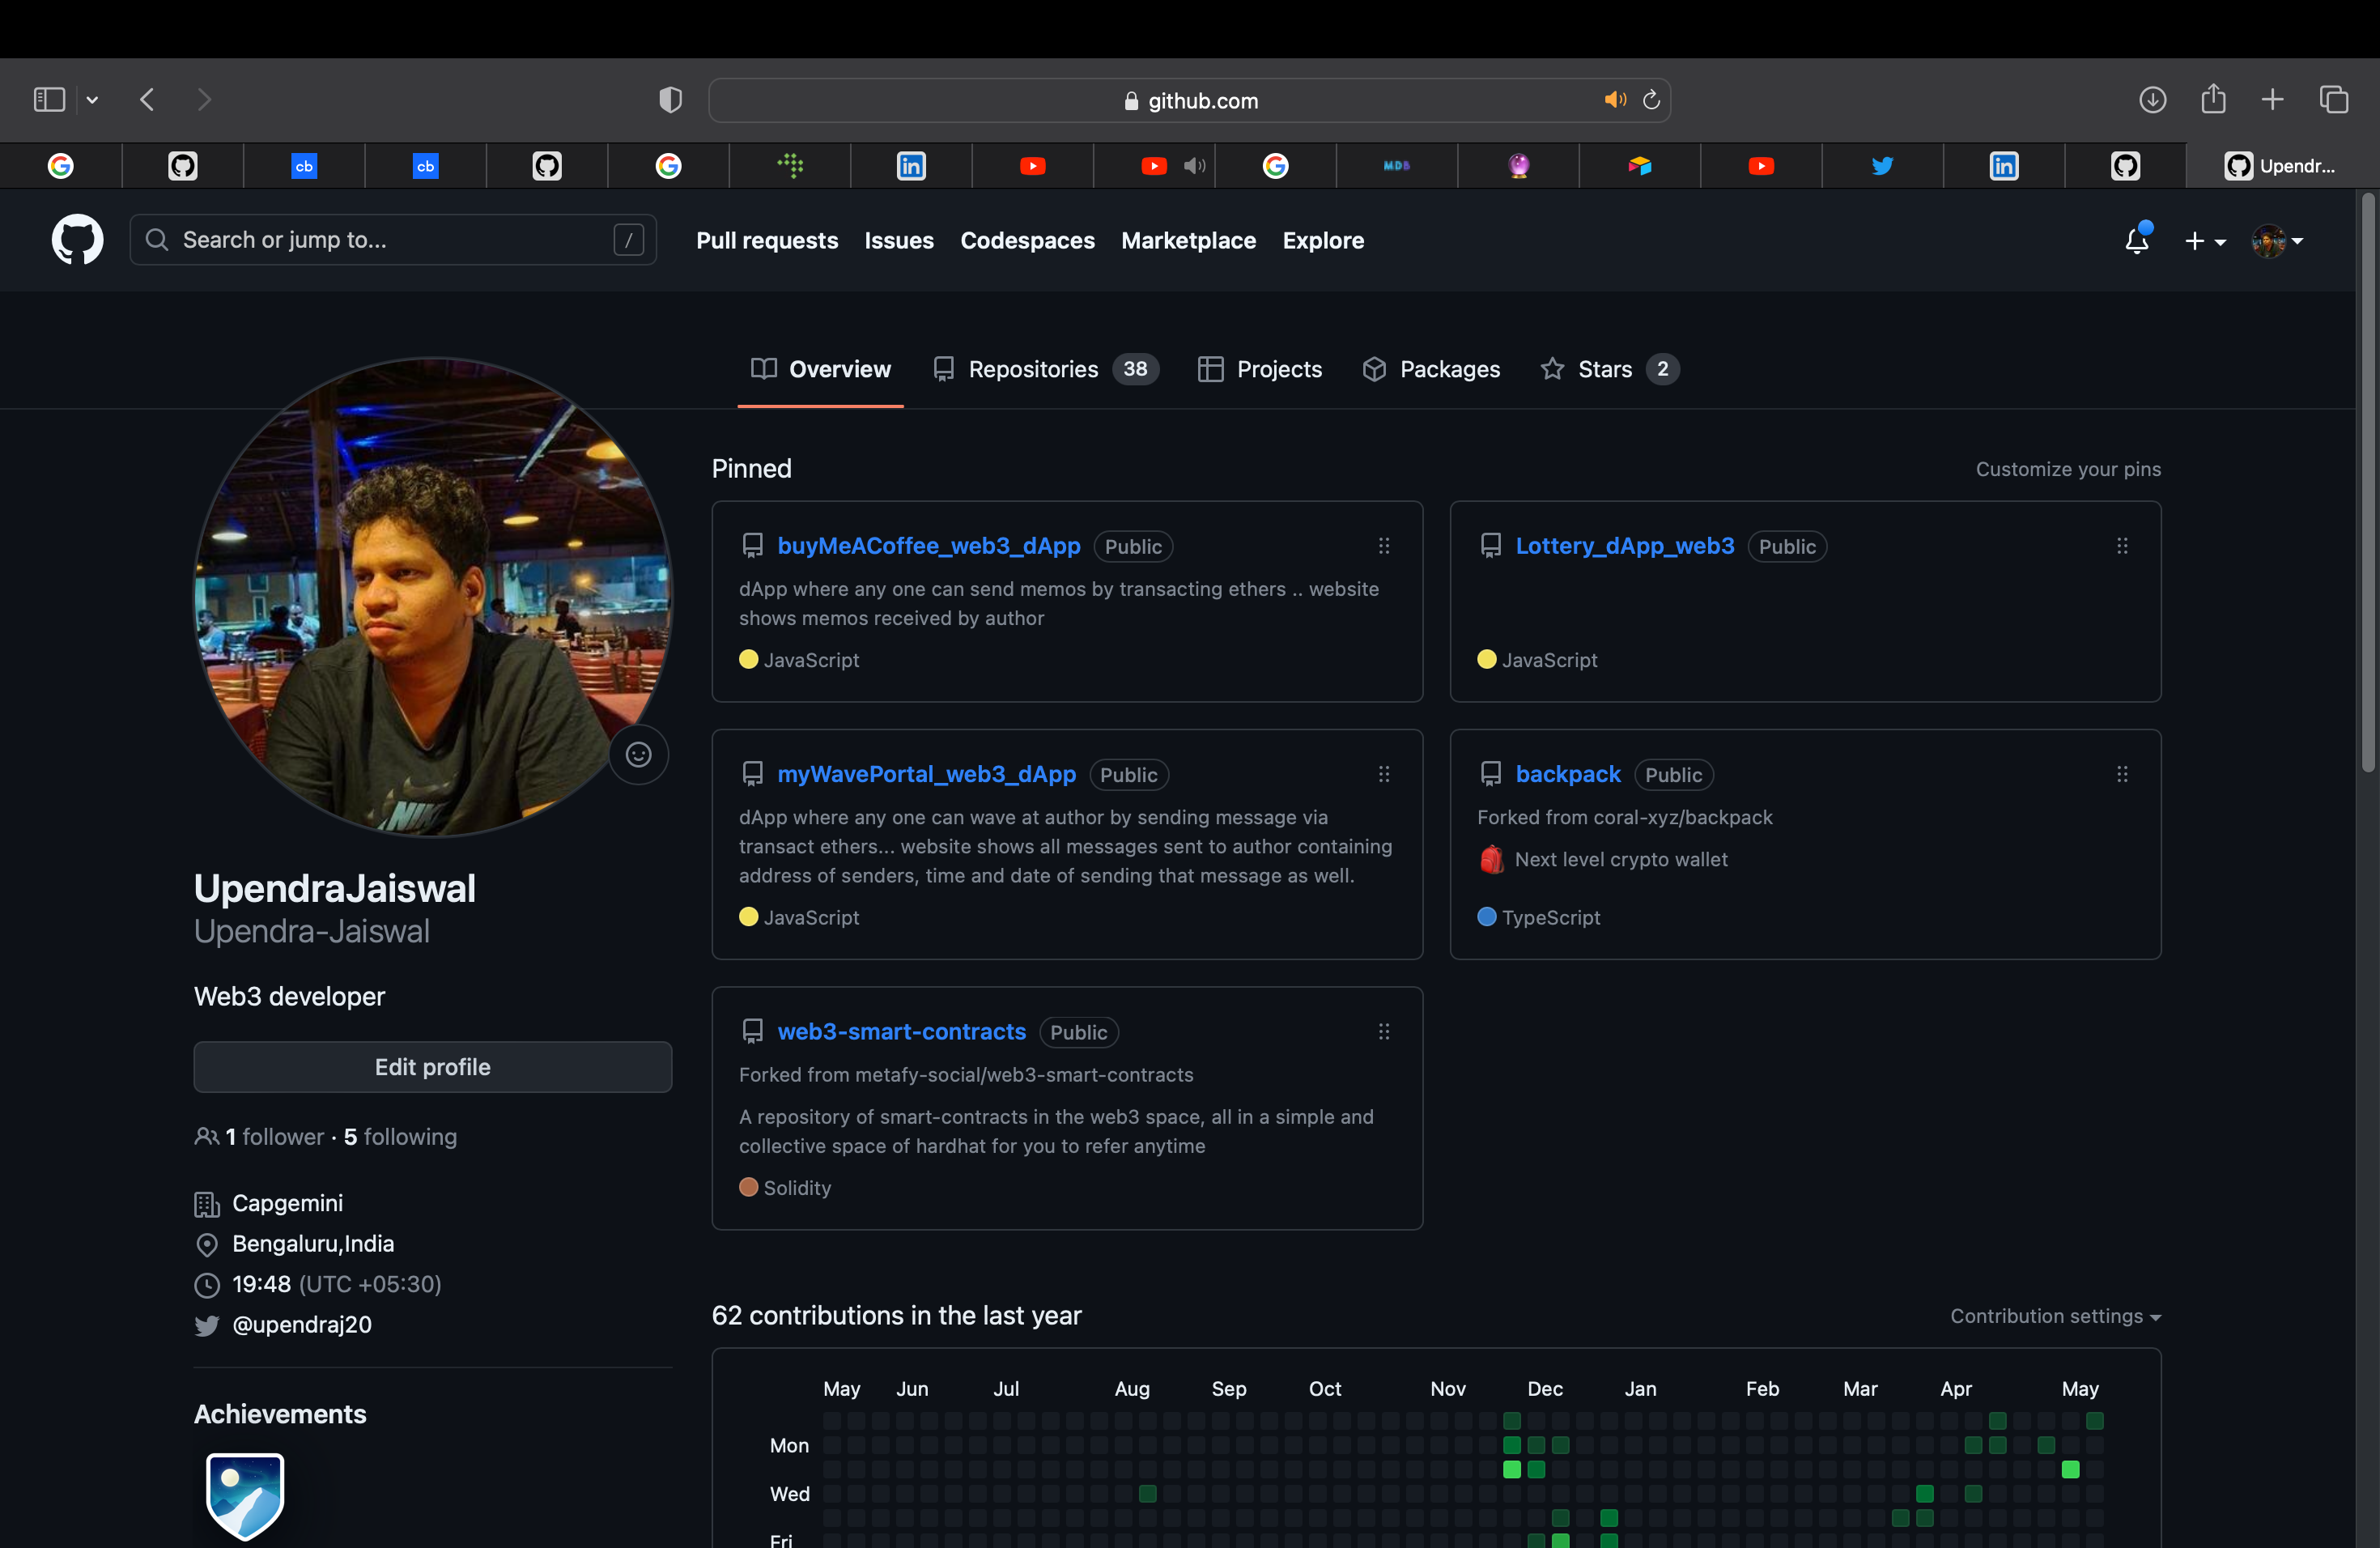 github.com
cb
cb
MDB
Upendr...
Search or jump to...
/
Pull requests
Issues
Codespaces
Marketplace
Explore
Overview
Repositories 38
Projects
Packages
Stars 2
Pinned
Customize your pins
buyMeACoffee_web3_dApp Public
dApp where any one can send memos by transacting ethers .. website
shows memos received by author
JavaScript
Lottery_dApp_web3 Public
JavaScript
myWavePortal_web3_dApp Public
dApp where any one can wave at author by sending message via
transact ethers... website shows all messages sent to author containing
address of senders, time and date of sending that message as well.
JavaScript
backpack Public
Forked from coral-xyz/backpack
Next level crypto wallet
TypeScript
web3-smart-contracts Public
Forked from metafy-social/web3-smart-contracts
A repository of smart-contracts in the web3 space, all in a simple and
collective space of hardhat for you to refer anytime
Solidity
NIKE
UpendraJaiswal
Upendra-Jaiswal
Web3 developer
Edit profile
1 follower · 5 following
Capgemini
Bengaluru,India
19:48 (UTC +05:30)
@upendraj20
Achievements
62 contributions in the last year
Contribution settings
May Jun Jul Aug Sep Oct Nov Dec Jan Feb Mar Apr May
Mon
Wed
Fri